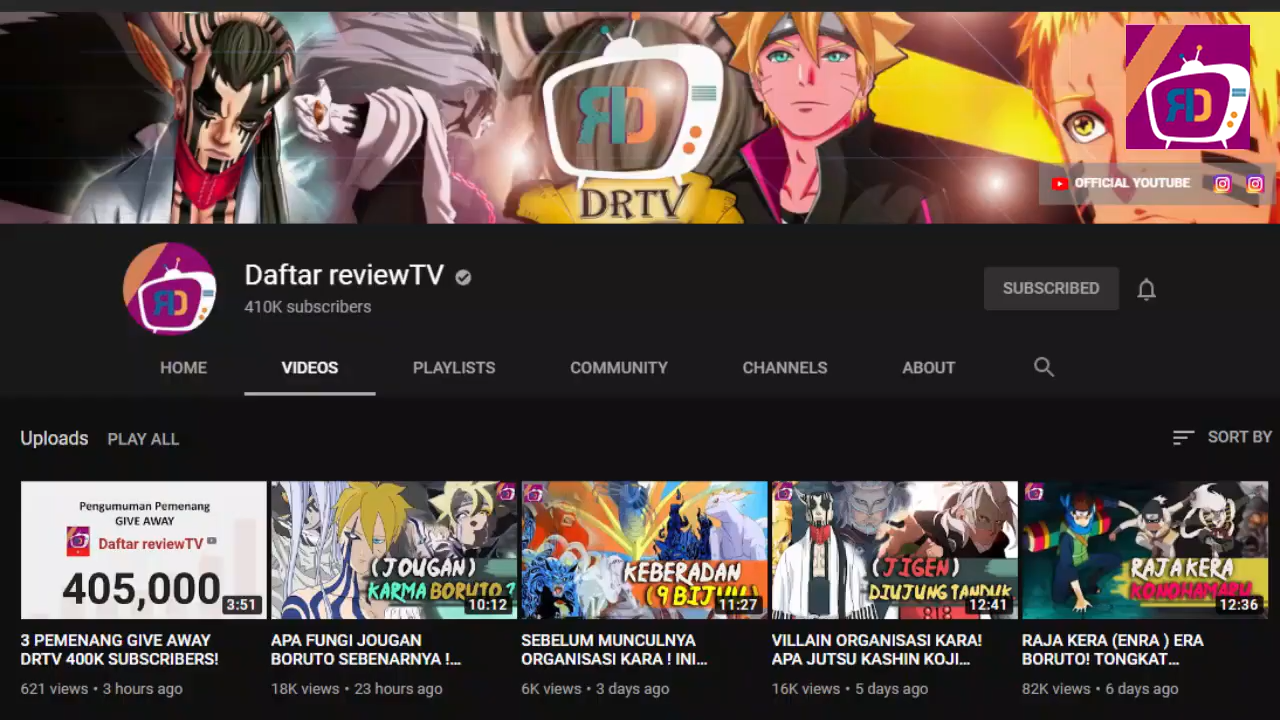 DRTV
OFFICIAL YOUTUBE
Daftar reviewTV
410K subscribers
SUBSCRIBED
HOME VIDEOS PLAYLISTS COMMUNITY CHANNELS ABOUT
Uploads PLAY ALL SORT BY
Pengumuman Pemenang
GIVE AWAY
Daftar reviewTV
405,000
3:51
(JOUGAN)
KARMA BORUTO ?
10:12
KEBERADAN
(9 BIJUU)
11:27
(JIGEN)
DIUJUNG TANDUK
12:41
RAJA KERA
KONOHAMARU
12:36
3 PEMENANG GIVE AWAY
DRTV 400K SUBSCRIBERS!
621 views • 3 hours ago
APA FUNGI JOUGAN
BORUTO SEBENARNYA !...
18K views • 23 hours ago
SEBELUM MUNCULNYA
ORGANISASI KARA ! INI...
6K views • 3 days ago
VILLAIN ORGANISASI KARA!
APA JUTSU KASHIN KOJI...
16K views • 5 days ago
RAJA KERA (ENRA ) ERA
BORUTO! TONGKAT...
82K views • 6 days ago